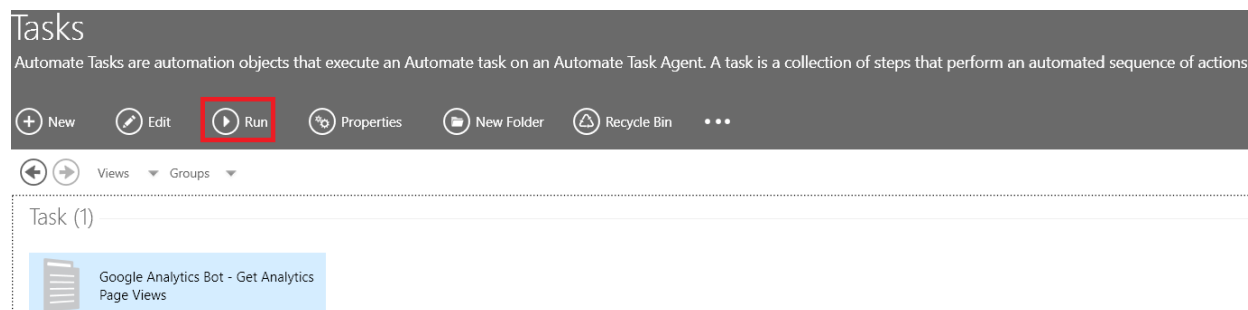 Tasks
Automate Tasks are automation objects that execute an Automate task on an Automate Task Agent. A task is a collection of steps that perform an automated sequence of actions
New Edit Run Properties New Folder Recycle Bin •••
Views Groups
Task (1)
Google Analytics Bot - Get Analytics
Page Views